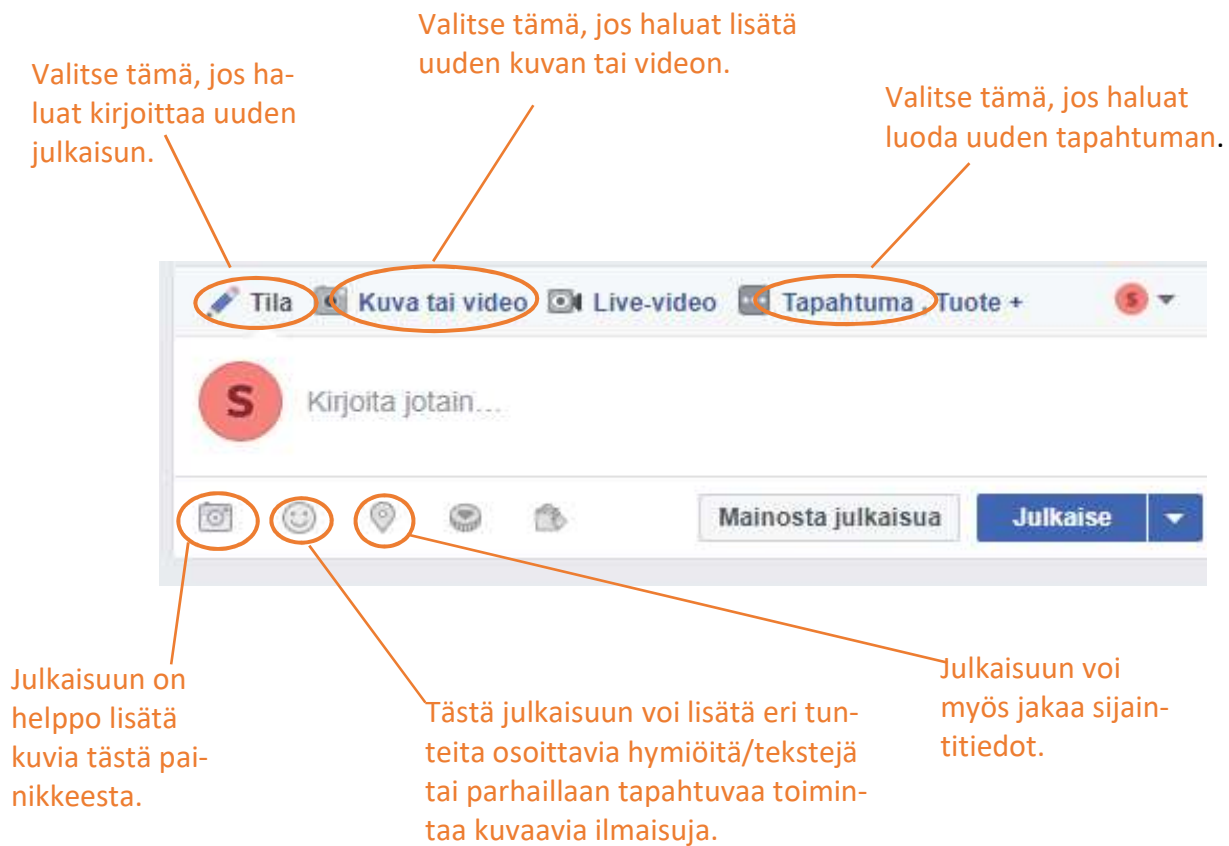 Valitse tämä, jos haluat lisätä
uuden kuvan tai videon.
Valitse tämä, jos ha-
luat kirjoittaa uuden
julkaisun.
Valitse tämä, jos haluat
luoda uuden tapahtuman.
Tila Kuva tai video Live-video Tapahtuma , Tuote + S
S Kirjoita jotain...
Mainosta julkaisua Julkaise
Julkaisuun on
helppo lisätä
kuvia tästä pai-
nikkeesta.
Tästä julkaisuun voi lisätä eri tun-
teita osoittavia hymiöitä/tekstejä
tai parhaillaan tapahtuvaa toimin-
taa kuvaavia ilmaisuja.
Julkaisuun voi
myös jakaa sijain-
titiedot.